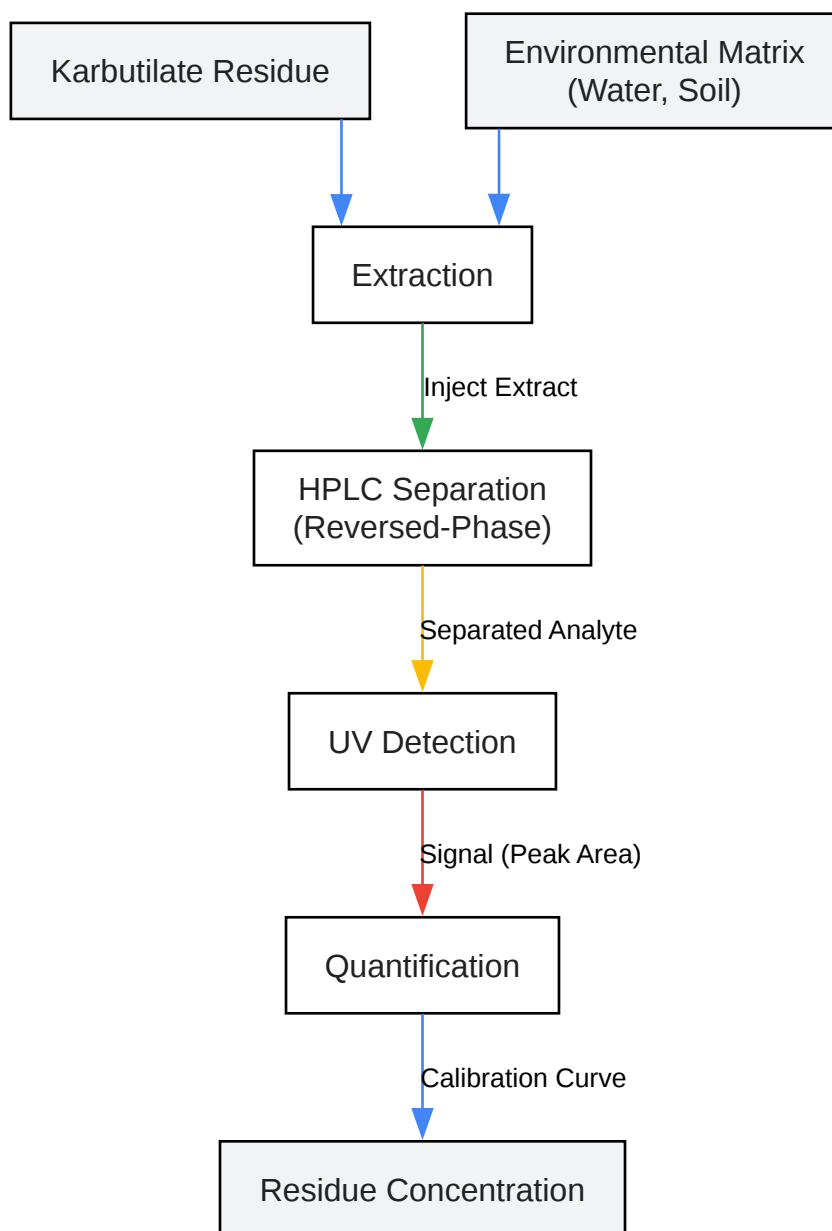 Karbutilate Residue
Environmental Matrix
(Water, Soil)
Extraction
Inject Extract
HPLC Separation
(Reversed-Phase)
Separated Analyte
UV Detection
Signal (Peak Area)
Quantification
Calibration Curve
Residue Concentration